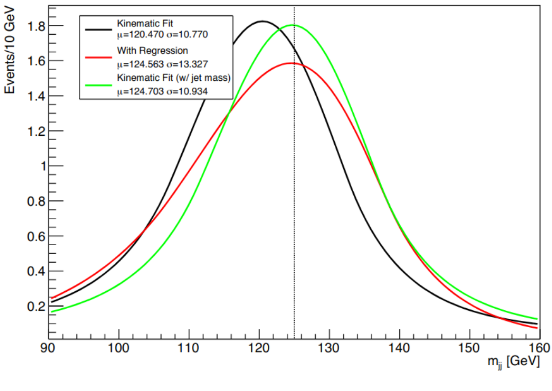 Events/10 GeV
Kinematic Fit
μ=120.470 σ=10.770
With Regression
μ=124.563 σ=13.327
Kinematic Fit (w/ jet mass)
μ=124.703 σ=10.934
1.8
1.6
1.4
1.2
1
0.8
0.6
0.4
0.2
90 100 110 120 130 140 150 160
m_jj [GeV]